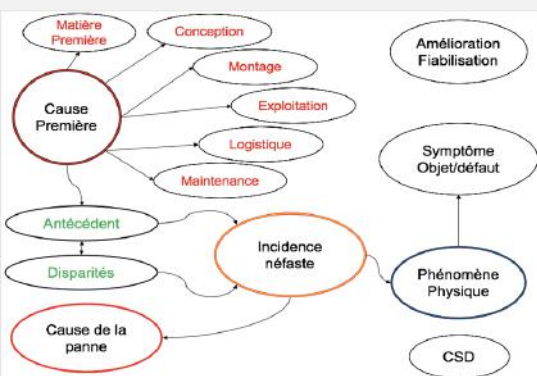 Matière
Première
Conception
Amélioration
Fiabilisation
Montage
Cause
Première
Exploitation
Logistique
Symptôme
Objet/défaut
Maintenance
Antécédent
Incidence
néfaste
Disparités
Phénomène
Physique
Cause de la
panne
CSD